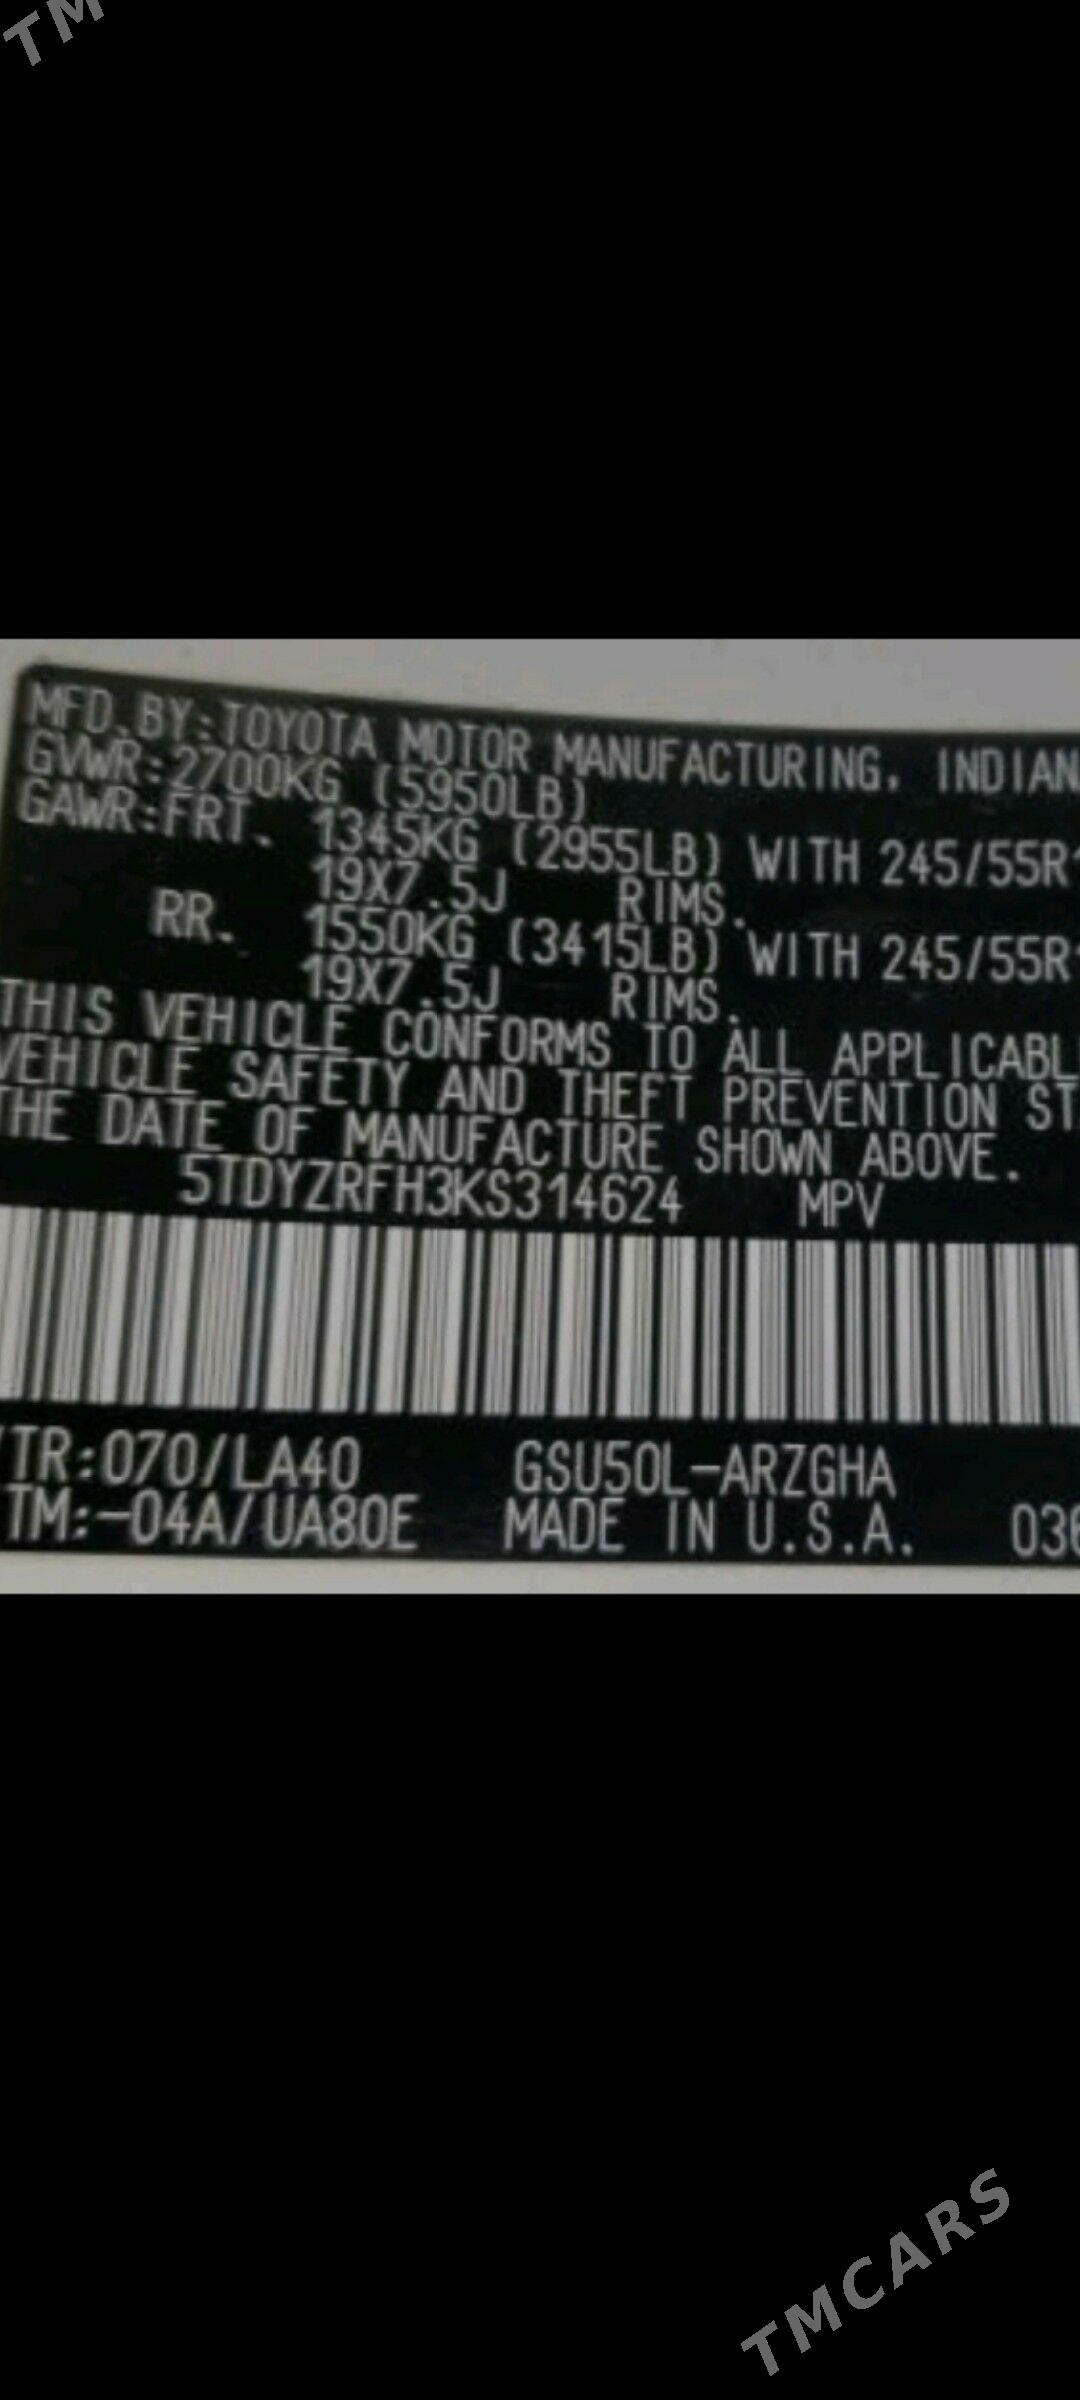 TM
MFD.BY:TOYOTA MOTOR MANUFACTURING, INDIAN
GVWR:2700KG (5950LB)
GAWR:FRT. 1345KG (2955LB) WITH 245/55R1
19X7.5J RIMS.
RR. 1550KG (3415LB) WITH 245/55R1
19X7.5J RIMS.
THIS VEHICLE CONFORMS TO ALL APPLICABL
VEHICLE SAFETY AND THEFT PREVENTION ST
THE DATE OF MANUFACTURE SHOWN ABOVE.
5TDYZRFH3KS314624 MPV
/TR:070/LA40 GSU50L-ARZGHA
TM:-04A/UA80E MADE IN U.S.A. 036
TMCARS